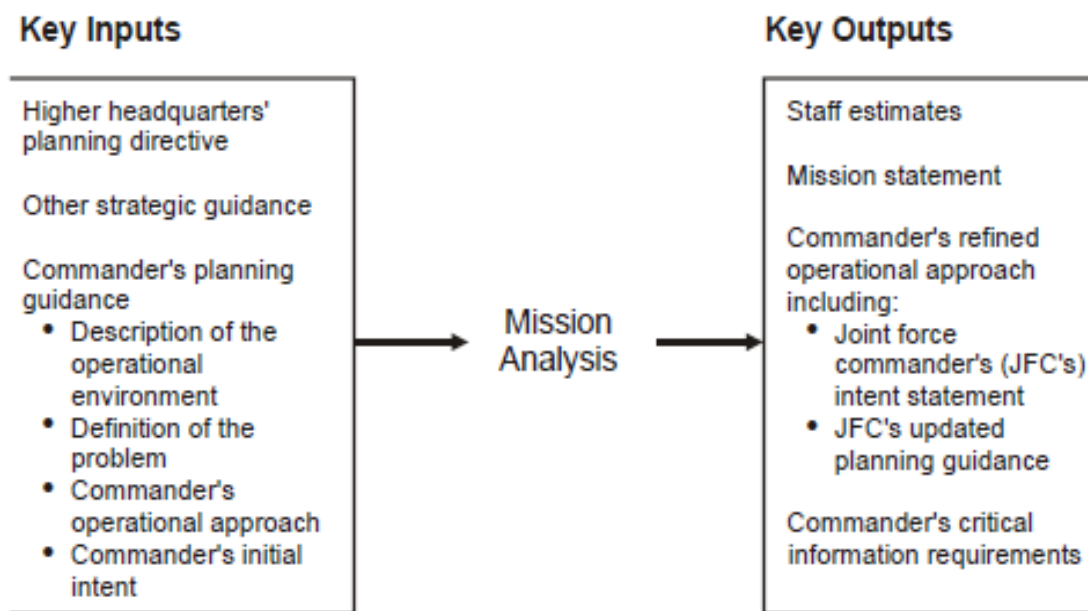 Key Inputs
Higher headquarters'
planning directive
Other strategic guidance
Commander's planning
guidance
• Description of the
operational
environment
• Definition of the
problem
• Commander's
operational approach
• Commander's initial
intent
Mission
Analysis
Key Outputs
Staff estimates
Mission statement
Commander's refined
operational approach
including:
• Joint force
commander's (JFC's)
intent statement
• JFC's updated
planning guidance
Commander's critical
information requirements